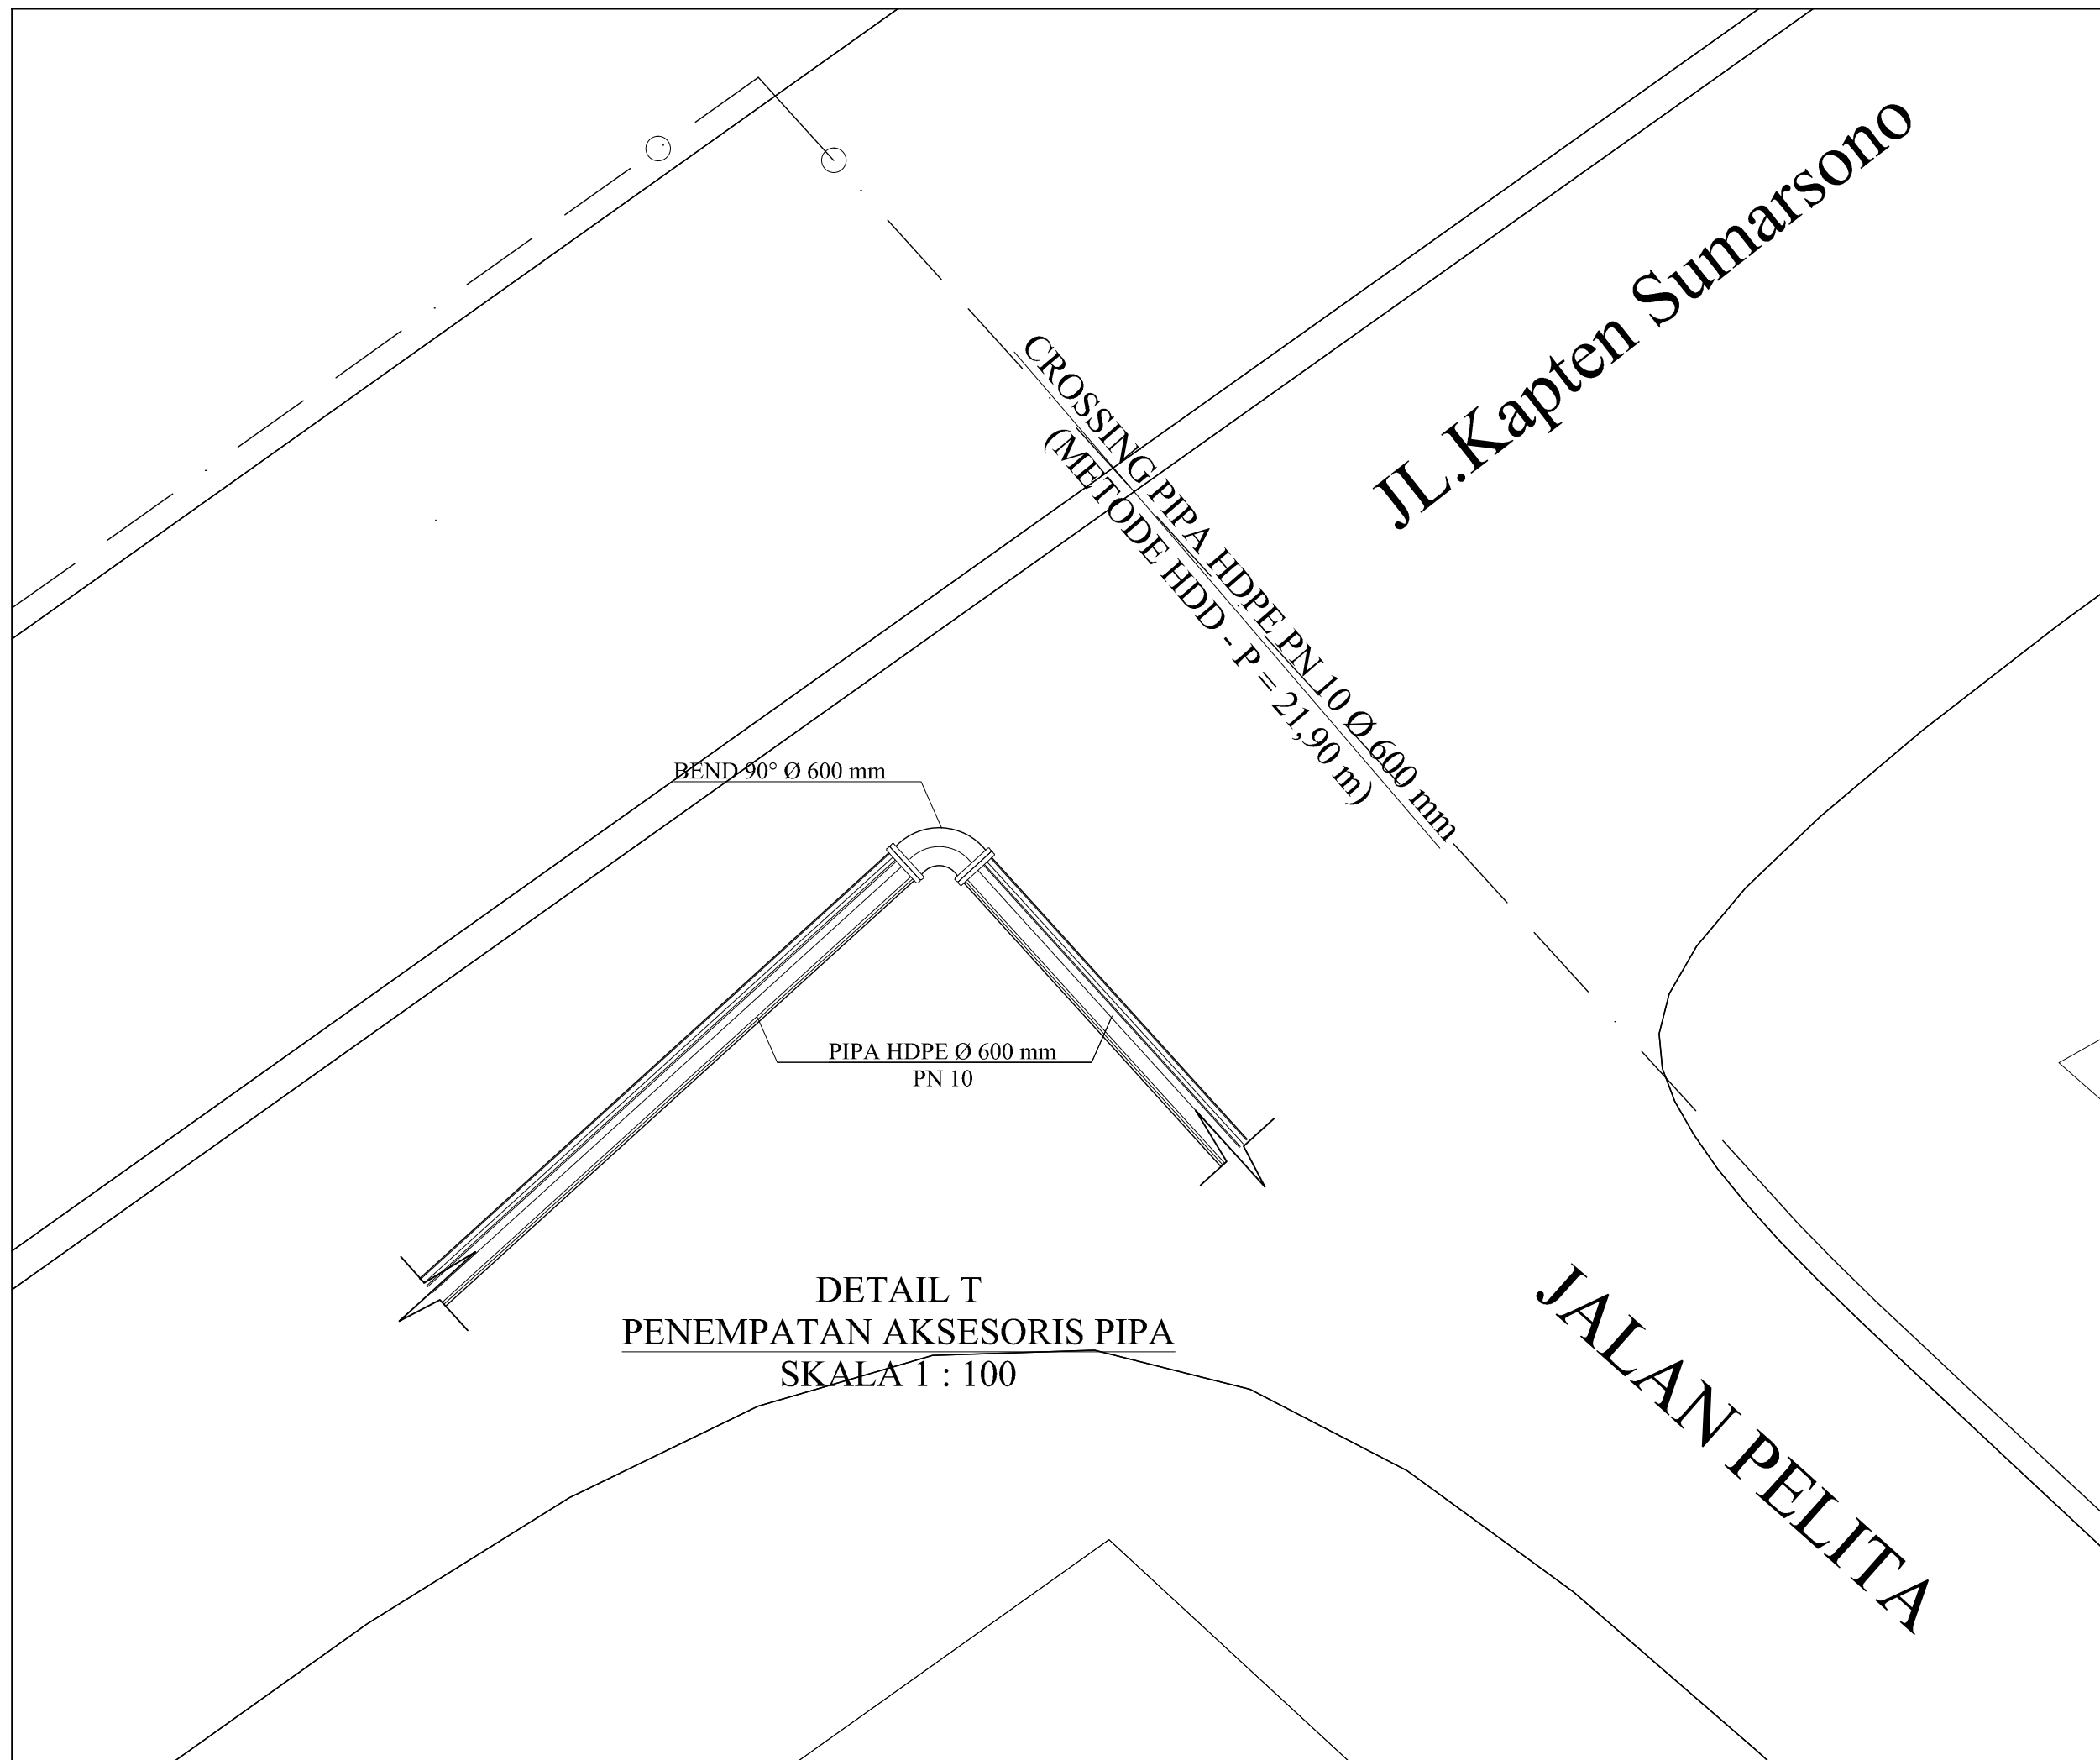 JL.Kapten Sumarsono
CROSSING PIPA HDPE PN 10 Ø 600 mm
(METODE HDD - P = 21,90 m)
BEND 90° Ø 600 mm
PIPA HDPE Ø 600 mm
PN 10
DETAIL T
PENEMPATAN AKSESORIS PIPA
SKALA 1 : 100
JALAN PELITA